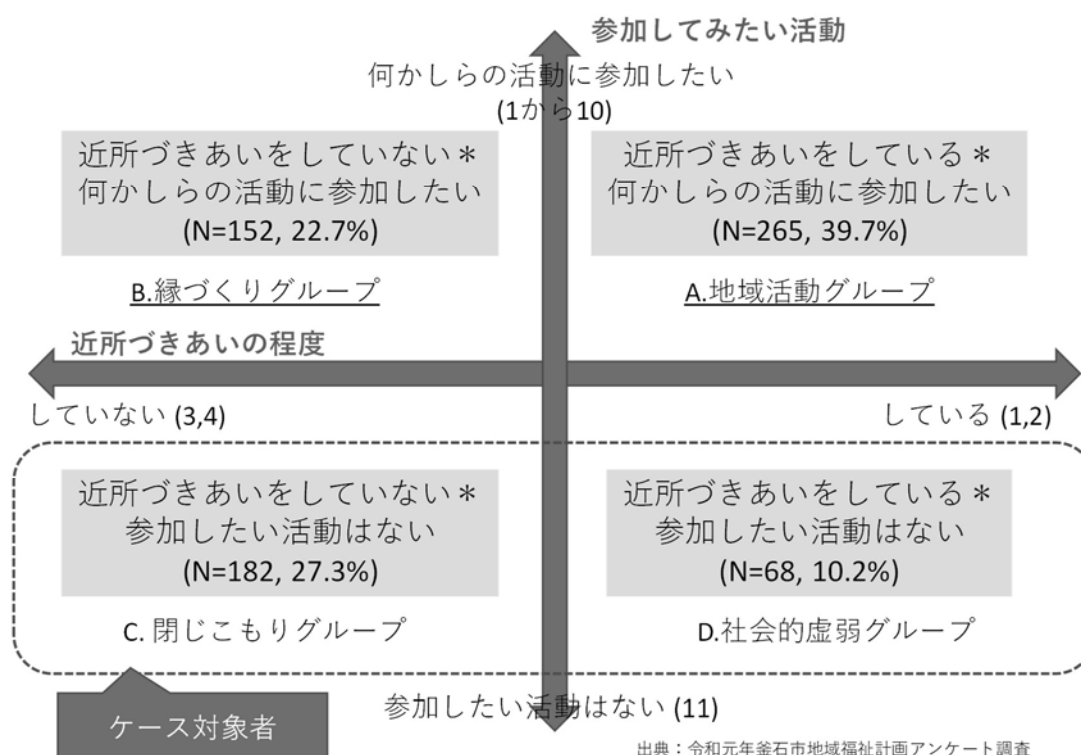 参加してみたい活動
何かしらの活動に参加したい
(1から10)
近所づきあいをしていない＊
何かしらの活動に参加したい
(N=152, 22.7%)
B.縁づくりグループ
近所づきあいをしている＊
何かしらの活動に参加したい
(N=265, 39.7%)
A.地域活動グループ
近所づきあいの程度
していない (3,4)
している (1,2)
近所づきあいをしていない＊
参加したい活動はない
(N=182, 27.3%)
C. 閉じこもりグループ
近所づきあいをしている＊
参加したい活動はない
(N=68, 10.2%)
D.社会的虚弱グループ
参加したい活動はない (11)
ケース対象者
出典：令和元年釜石市地域福祉計画アンケート調査